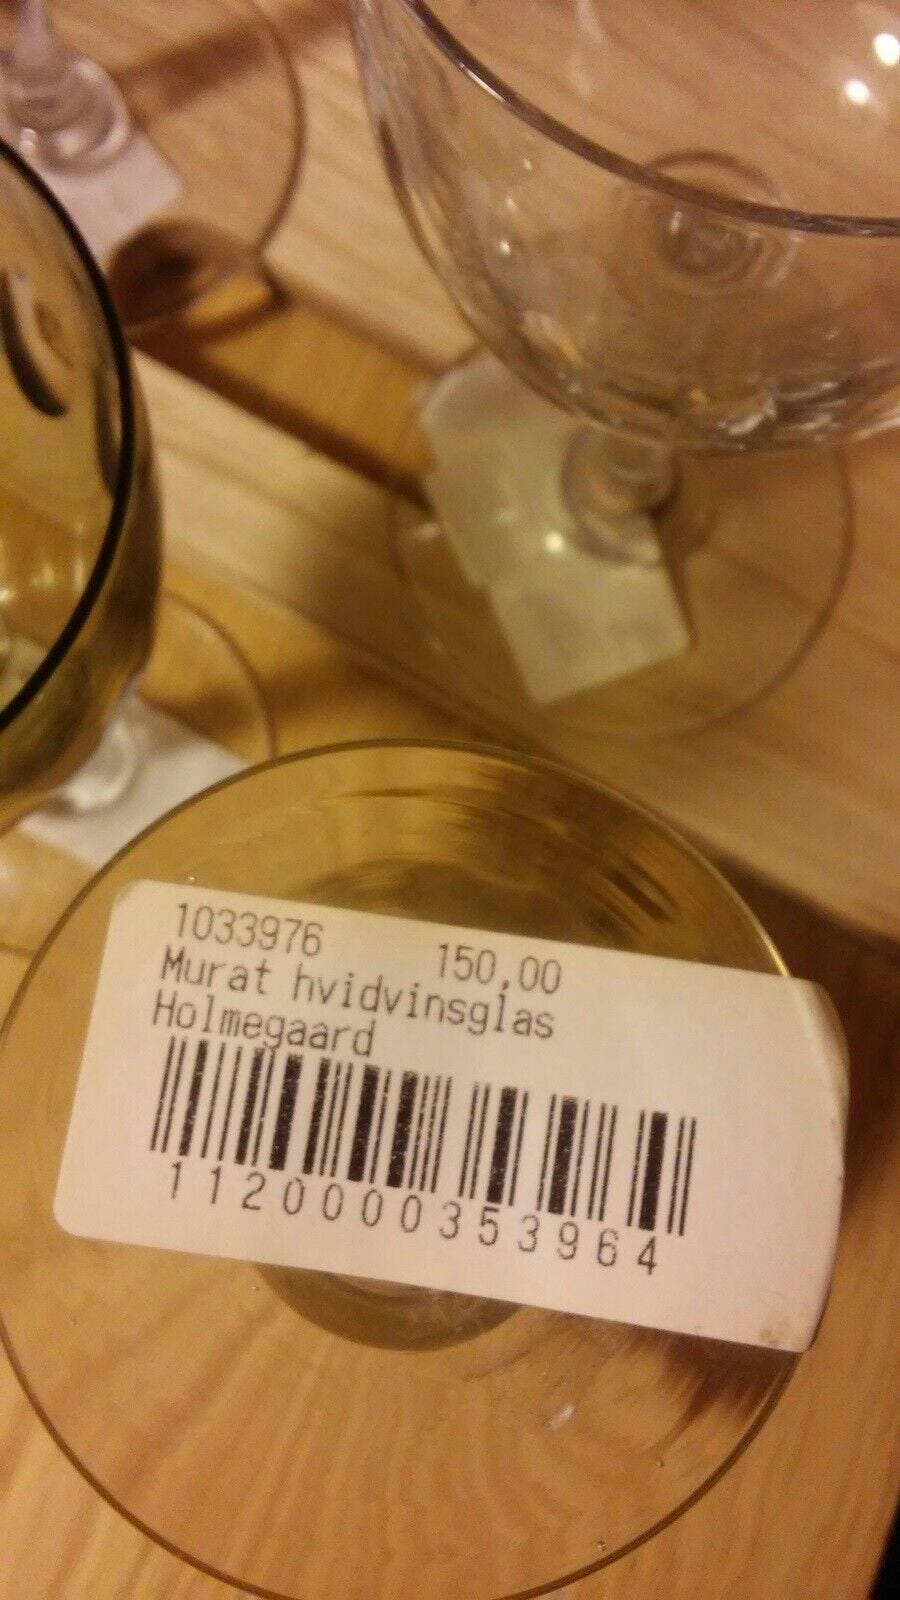 1033976 150,00
Murat hvidvinsglas
Holmegaard
1120000353964